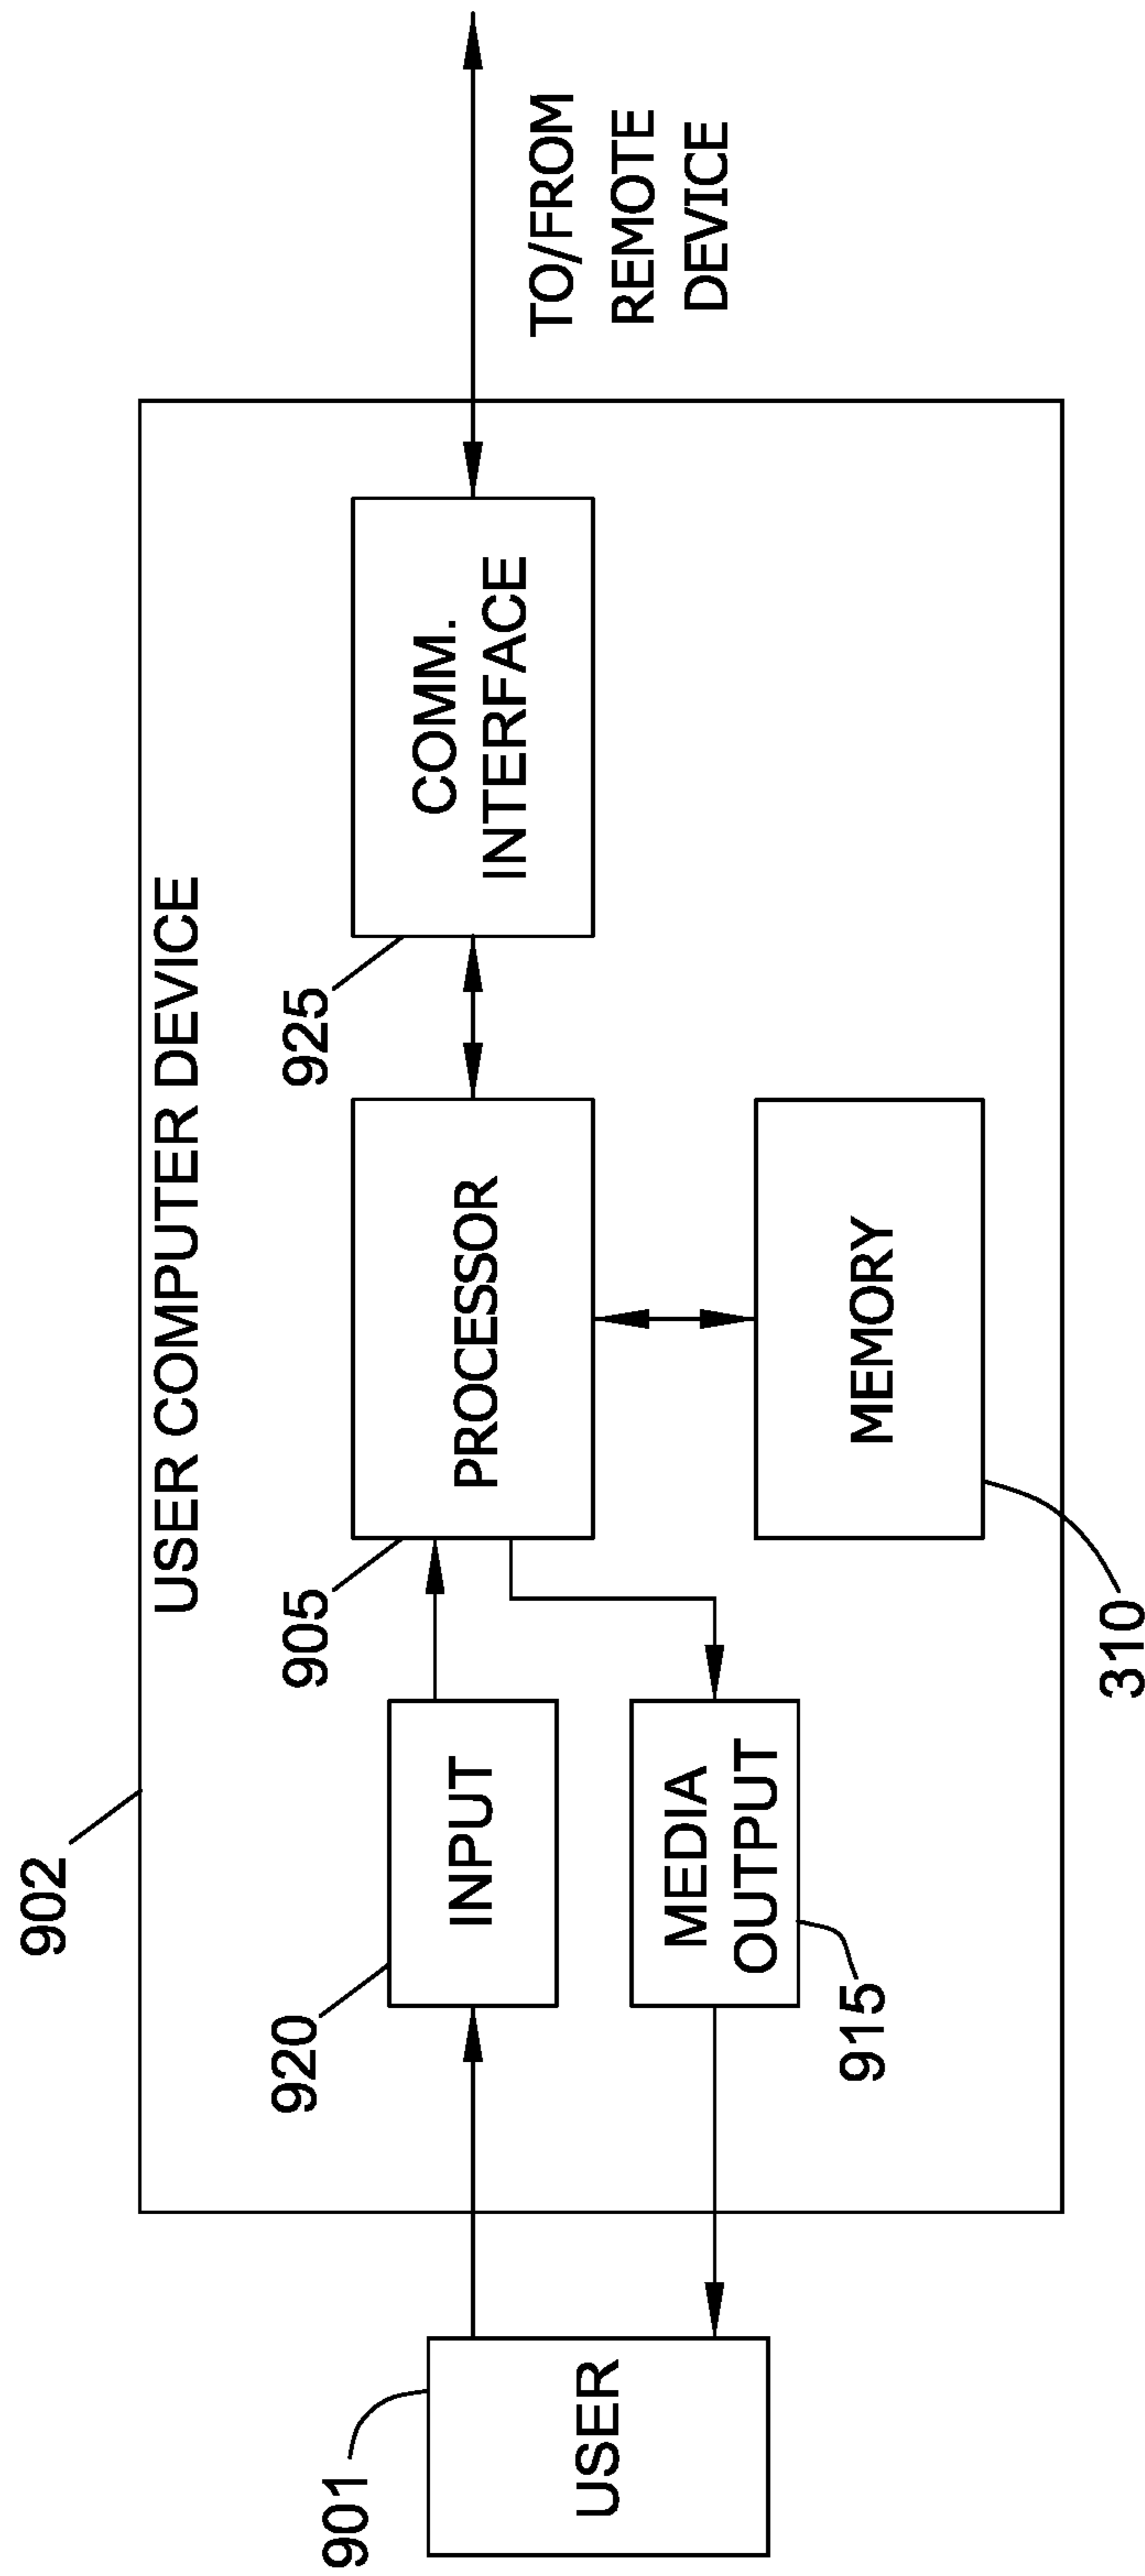 902
USER COMPUTER DEVICE
901
USER
920
INPUT
905
PROCESSOR
925
COMM.
INTERFACE
TO/FROM
REMOTE
DEVICE
MEDIA
OUTPUT
915
MEMORY
310